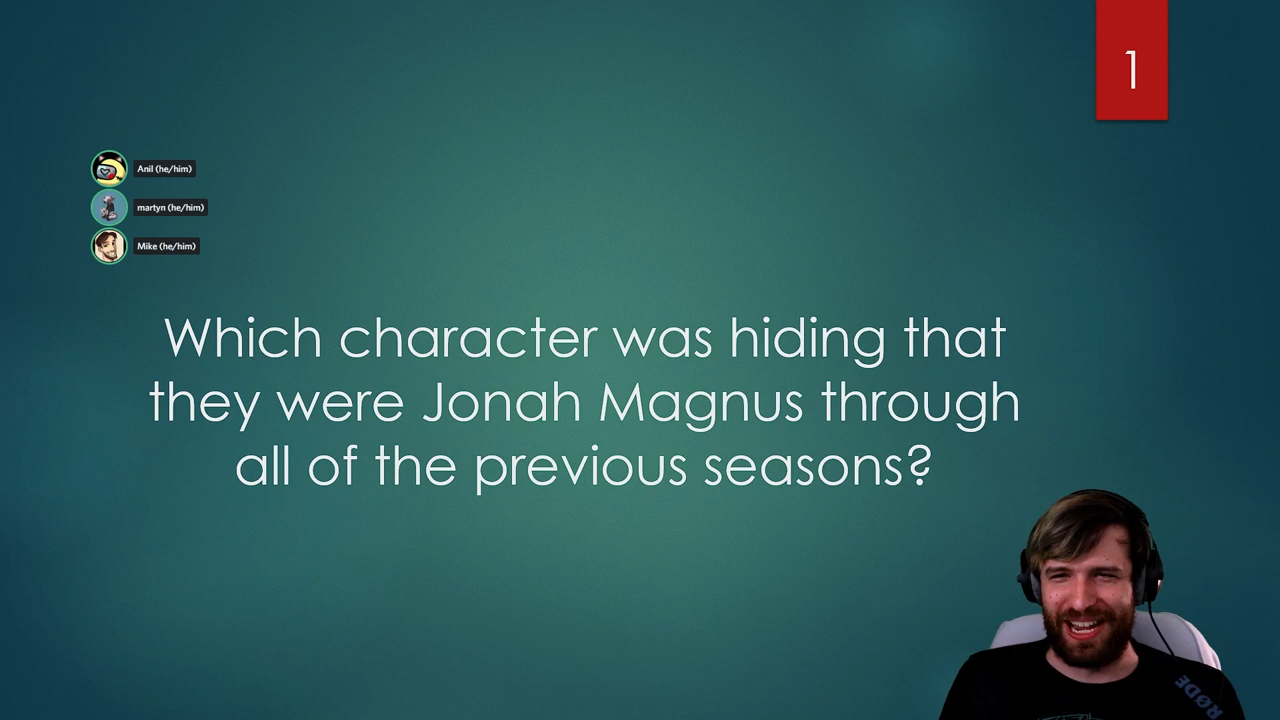 1
Anil (he/him)
martyn (he/him)
Mike (he/him)
Which character was hiding that
they were Jonah Magnus through
all of the previous seasons?
RØDE